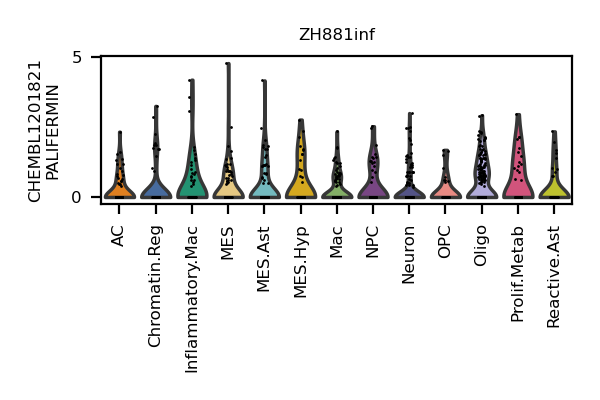 ZH881inf
CHEMBL1201821
PALIFERMIN
5
0
AC
Chromatin.Reg
Inflammatory.Mac
MES
MES.Ast
MES.Hyp
Mac
NPC
Neuron
OPC
Oligo
Prolif.Metab
Reactive.Ast